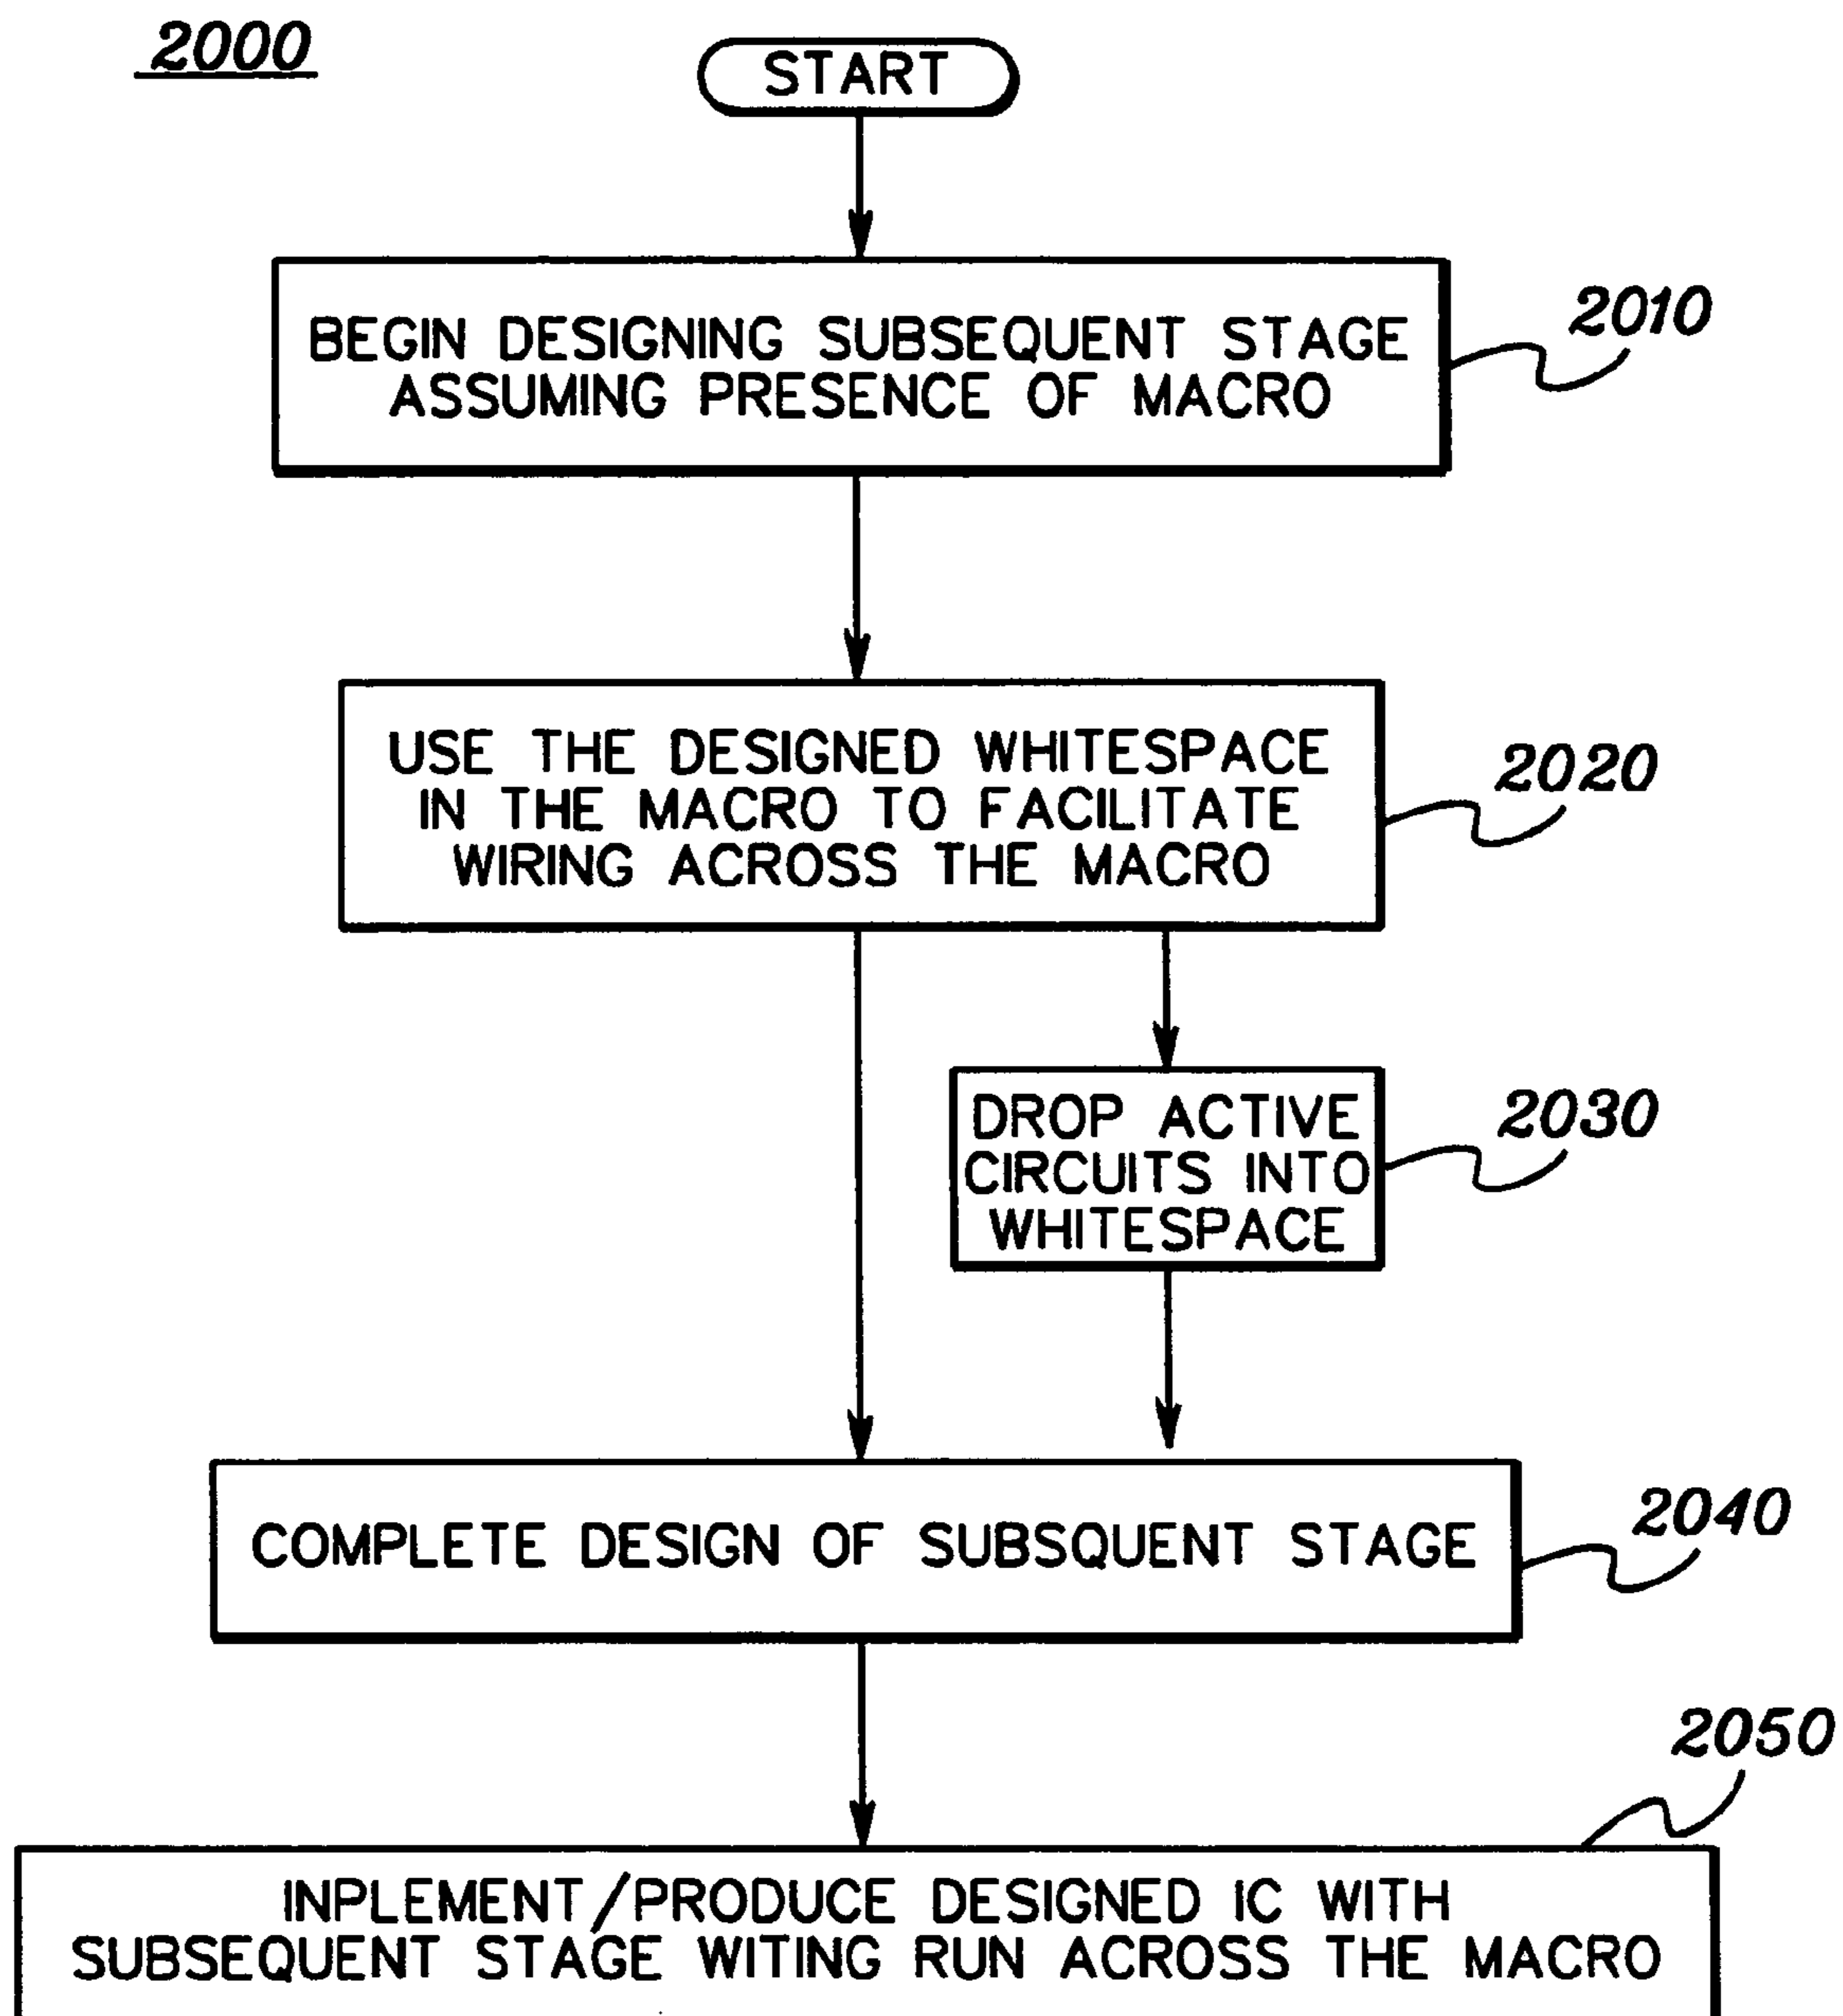 2000
START
BEGIN DESIGNING SUBSEQUENT STAGE
ASSUMING PRESENCE OF MACRO
2010
USE THE DESIGNED WHITESPACE
IN THE MACRO TO FACILITATE
WIRING ACROSS THE MACRO
2020
DROP ACTIVE
CIRCUITS INTO
WHITESPACE
2030
COMPLETE DESIGN OF SUBSQUENT STAGE
2040
2050
INPLEMENT/PRODUCE DESIGNED IC WITH
SUBSEQUENT STAGE WITING RUN ACROSS THE MACRO